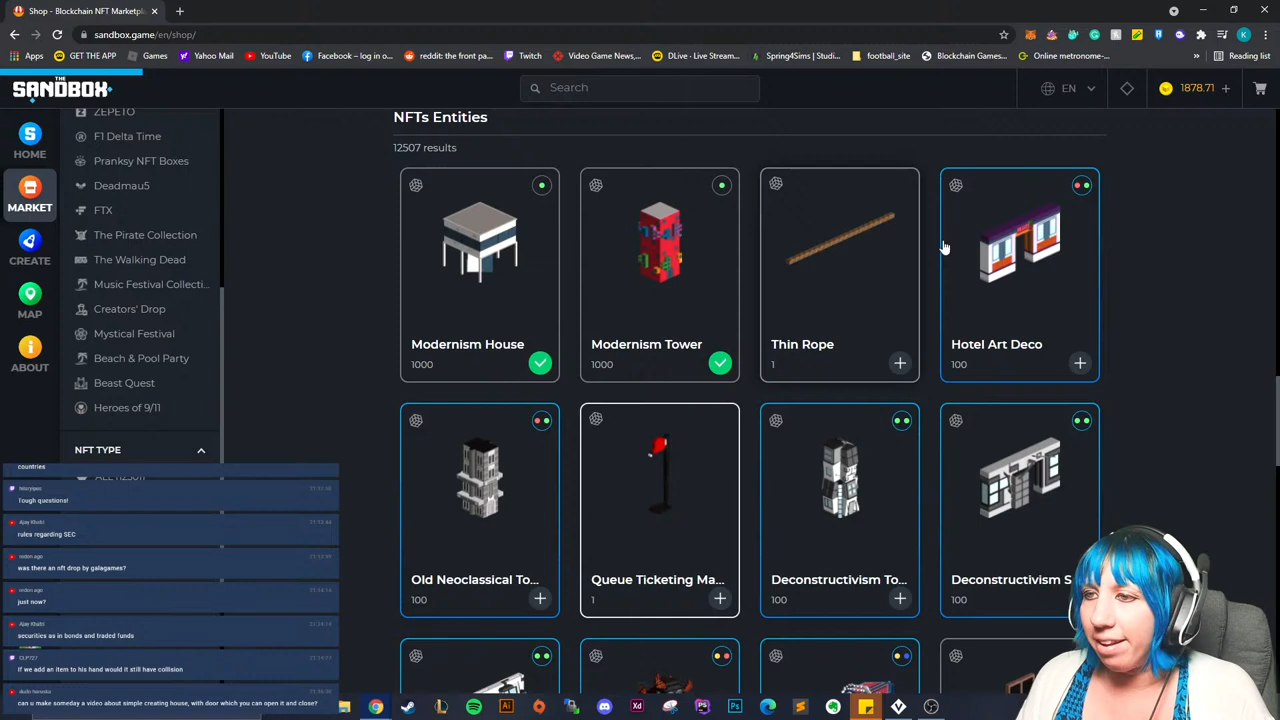 Shop - Blockchain NFT Marketpla
sandbox.game/en/shop/
Apps
GET THE APP
Games
Yahoo Mail
YouTube
Facebook – log in o...
reddit: the front pa...
Twitch
Video Game News,...
DLive - Live Stream...
Spring4Sims | Studi...
football_site
Blockchain Games...
Online metronome-...
Reading list
THE
SANDBOX
Search
EN
1878.71
HOME
MARKET
CREATE
MAP
ABOUT
ZEPETO
F1 Delta Time
Pranksy NFT Boxes
Deadmau5
FTX
The Pirate Collection
The Walking Dead
Music Festival Collecti...
Creators' Drop
Mystical Festival
Beach & Pool Party
Beast Quest
Heroes of 9/11
NFT TYPE
NFTs Entities
12507 results
Modernism House
1000
Modernism Tower
1000
Thin Rope
1
Hotel Art Deco
100
Old Neoclassical To...
100
Queue Ticketing Ma...
1
Deconstructivism To...
100
Deconstructivism S
100
countries
Tough questions!
Ajay Khatri
rules regarding SEC
was there an nft drop by galagames?
just now?
Ajay Khatri
securities as in bonds and traded funds
If we add an item to his hand would it still have collision
can u make someday a video about simple creating house, with door which you can open it and close?